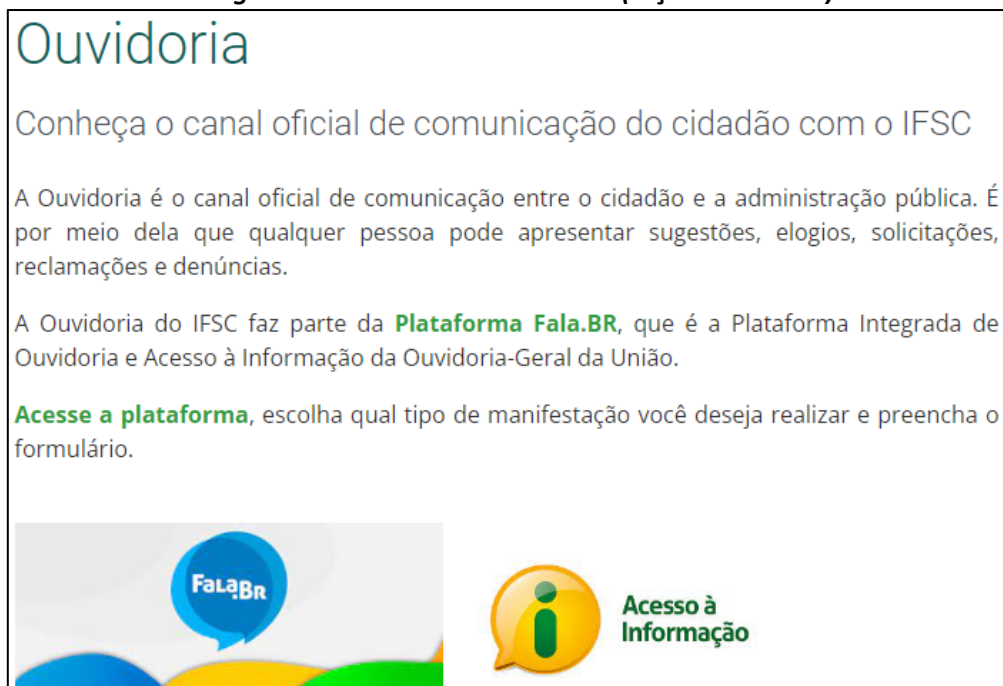 Ouvidoria
Conheça o canal oficial de comunicação do cidadão com o IFSC
A Ouvidoria é o canal oficial de comunicação entre o cidadão e a administração pública. É
por meio dela que qualquer pessoa pode apresentar sugestões, elogios, solicitações,
reclamações e denúncias.
A Ouvidoria do IFSC faz parte da Plataforma Fala.BR, que é a Plataforma Integrada de
Ouvidoria e Acesso à Informação da Ouvidoria-Geral da União.
Acesse a plataforma, escolha qual tipo de manifestação você deseja realizar e preencha o
formulário.
FalaBR
Acesso à
Informação